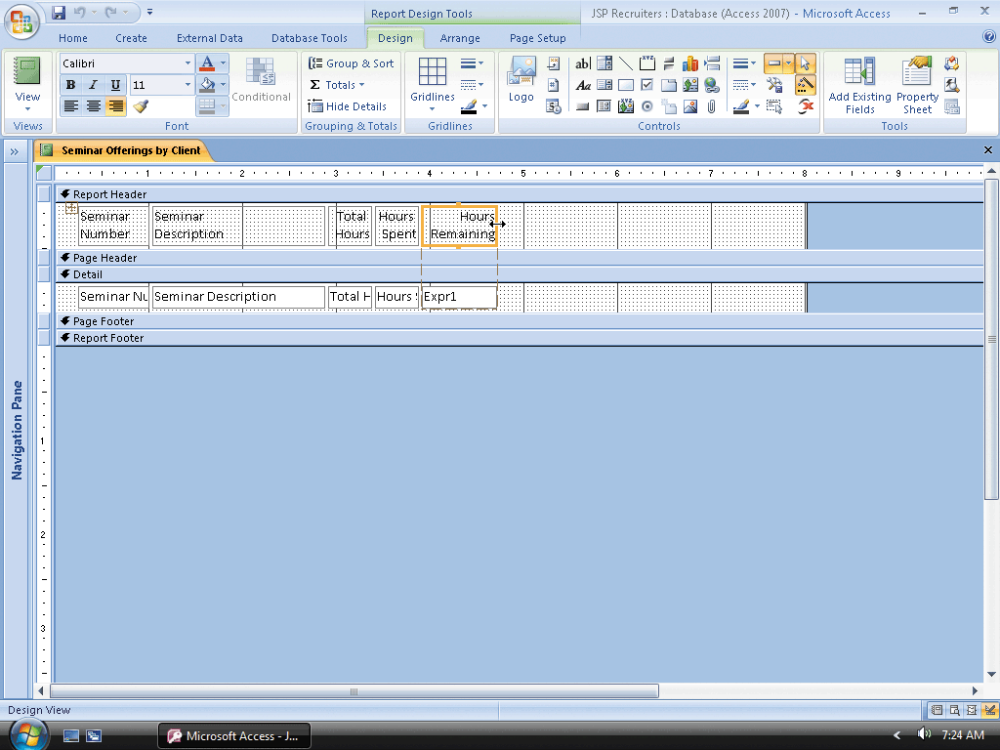 Report Design Tools
JSP Recruiters : Database (Access 2007) - Microsoft Access
Home Create External Data Database Tools Design Arrange Page Setup
Calibri
B I U 11
View
Views
Conditional
Font
Group & Sort
Σ Totals
Hide Details
Grouping & Totals
Gridlines
Gridlines
Logo
ab|
Aa
Controls
Add Existing Fields
Property Sheet
Tools
Seminar Offerings by Client
1 2 3 4 5 6 7 8 9
Report Header
Seminar Number
Seminar Description
Total Hours
Hours Spent
Hours Remaining
Page Header
Detail
Seminar Nu Seminar Description Total H Hours Expr1
Page Footer
Report Footer
1
2
3
Navigation Pane
Design View
Microsoft Access - J...
7:24 AM